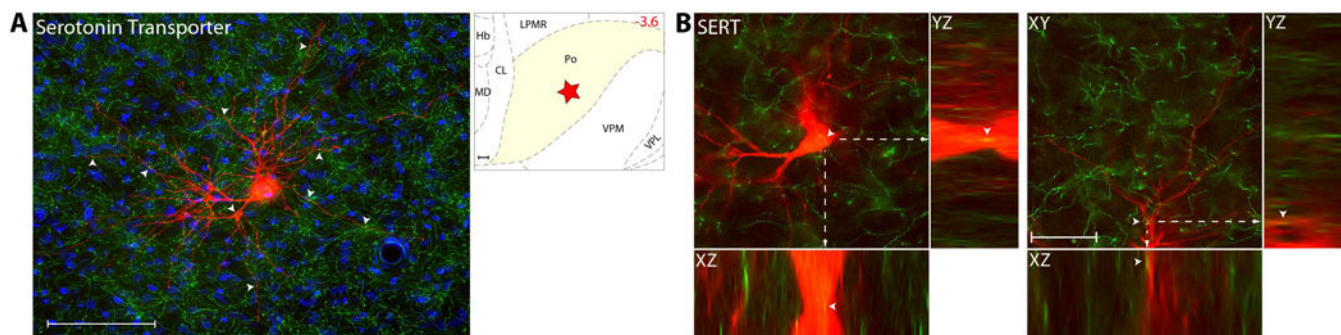 A Serotonin Transporter
-3.6
LPMR
Hb
Po
CL
MD
VPM
VPL
B SERT
YZ
XY
YZ
XZ
XZ